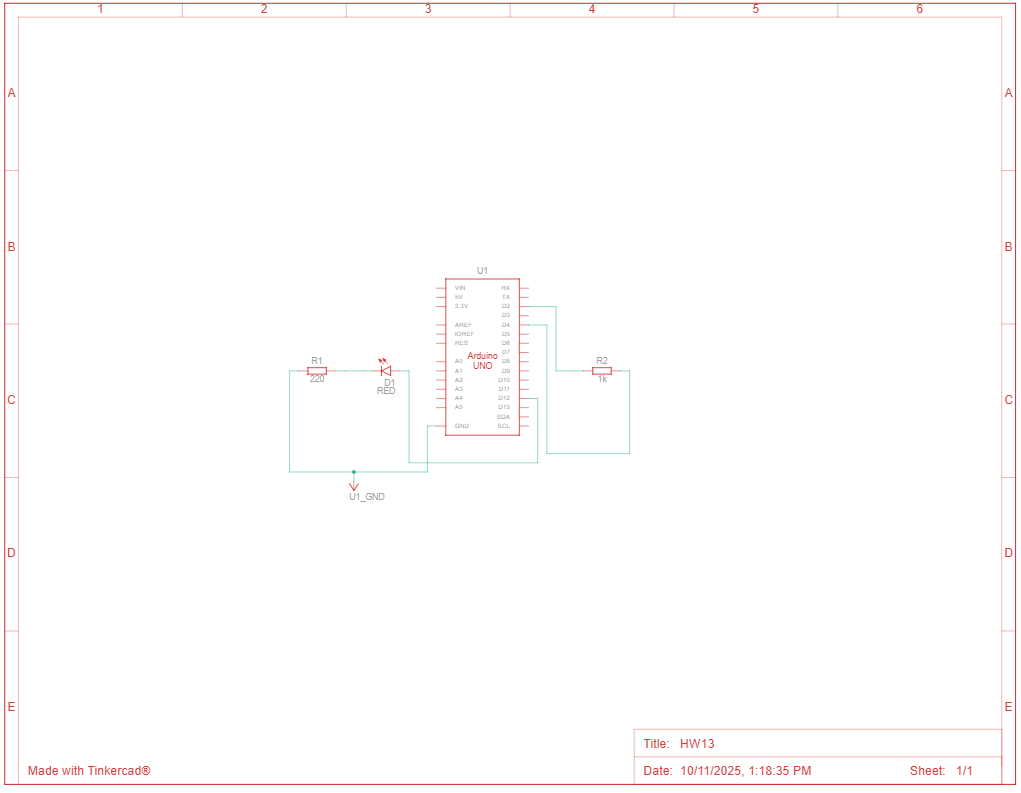 1 2 3 4 5 6
A A
B B
U1
VIN RX
5V TX
3.3V D2
D3
AREF D4
IOREF D5
RES D6
D7
A0 D8
A1 D9
A2 D10
A3 D11
A4 D12
A5 D13
SDA
GND SCL
Arduino
UNO
R1
220
D1
RED
R2
1k
C C
U1_GND
D D
E E
Title: HW13
Made with Tinkercad®
Date: 10/11/2025, 1:18:35 PM Sheet: 1/1